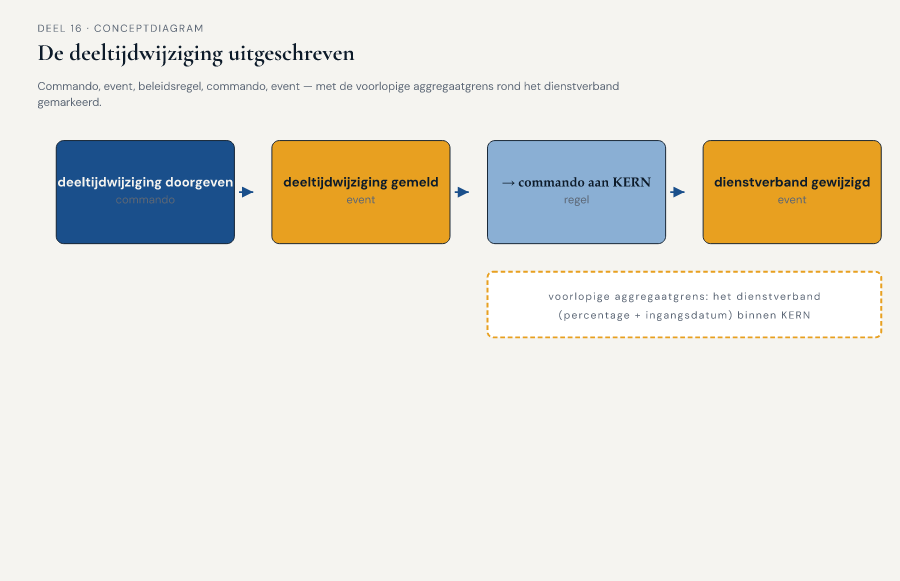 DEEL 16 · CONCEPTDIAGRAM
De deeltijdwijziging uitgeschreven
Commando, event, beleidsregel, commando, event — met de voorlopige aggregaatgrens rond het dienstverband
gemarkeerd.
deeltijdwijziging doorgeven
commando
deeltijdwijziging gemeld
event
→ commando aan KERN
regel
dienstverband gewijzigd
event
voorlopige aggregaatgrens: het dienstverband
(percentage + ingangsdatum) binnen KERN